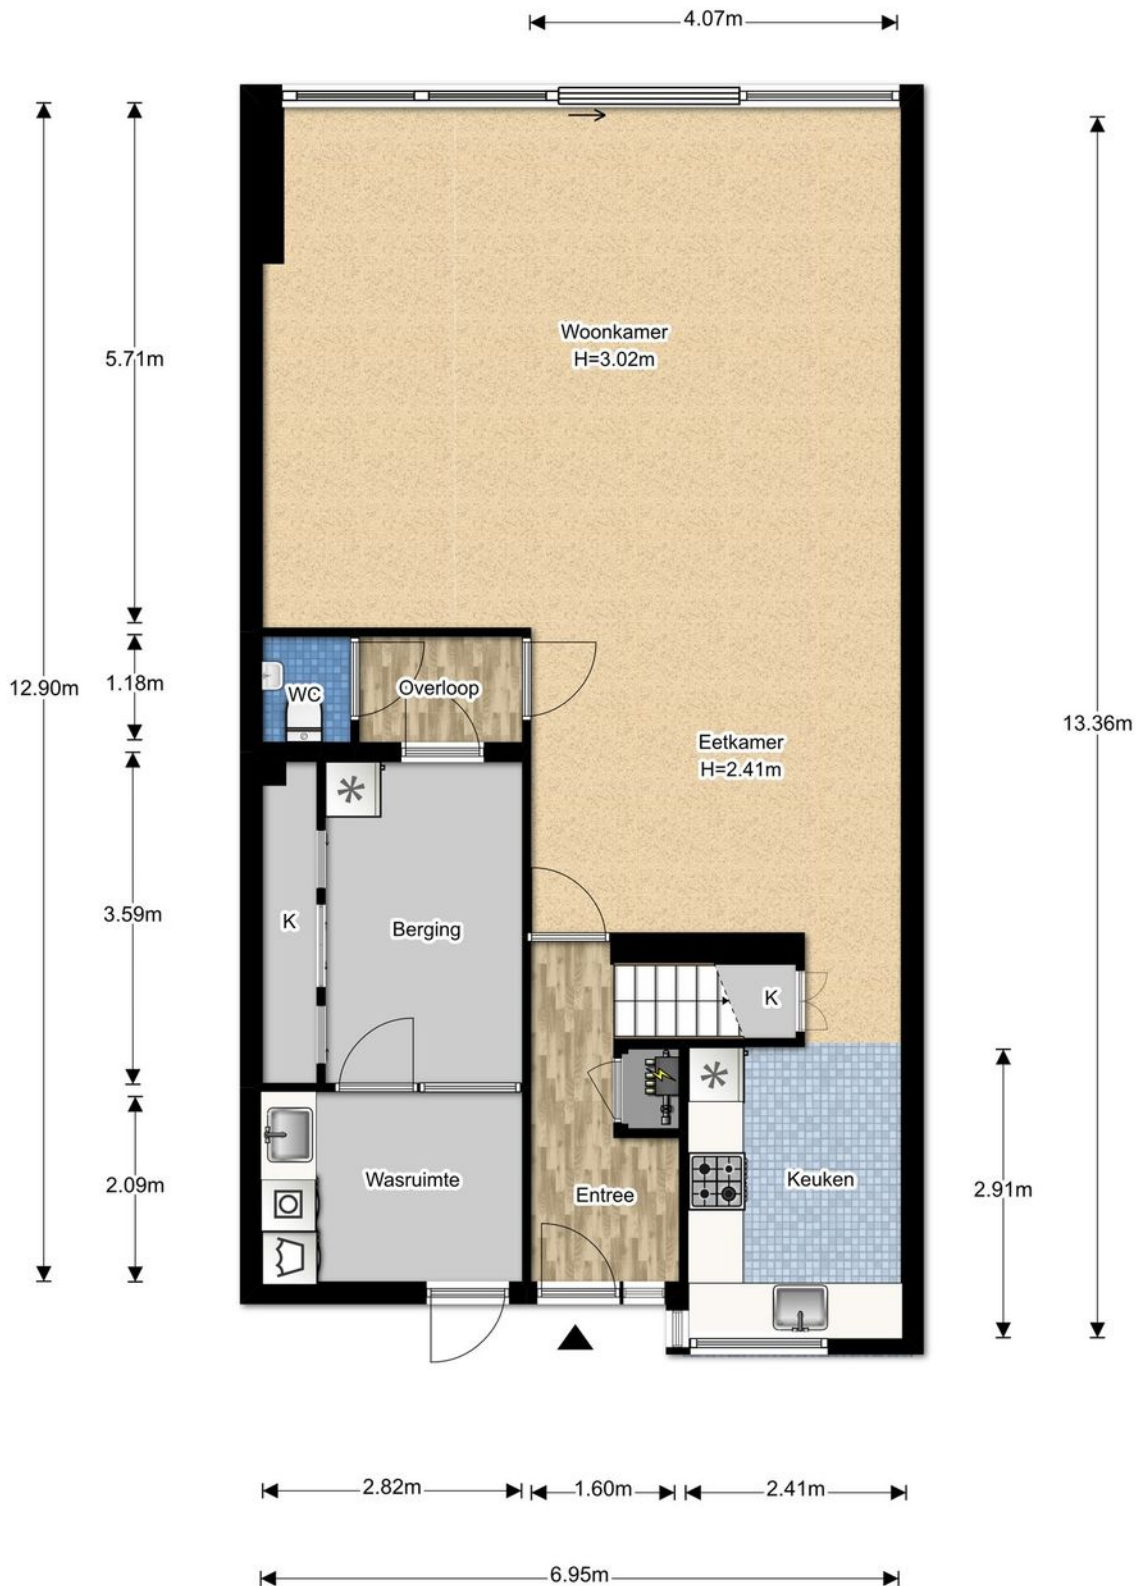 4.07m
Woonkamer
H=3.02m
5.71m
12.90m
1.18m
WC
Overloop
Eetkamer
H=2.41m
13.36m
3.59m
K
Berging
K
2.09m
Wasruimte
Entree
Keuken
2.91m
2.82m
1.60m
2.41m
6.95m